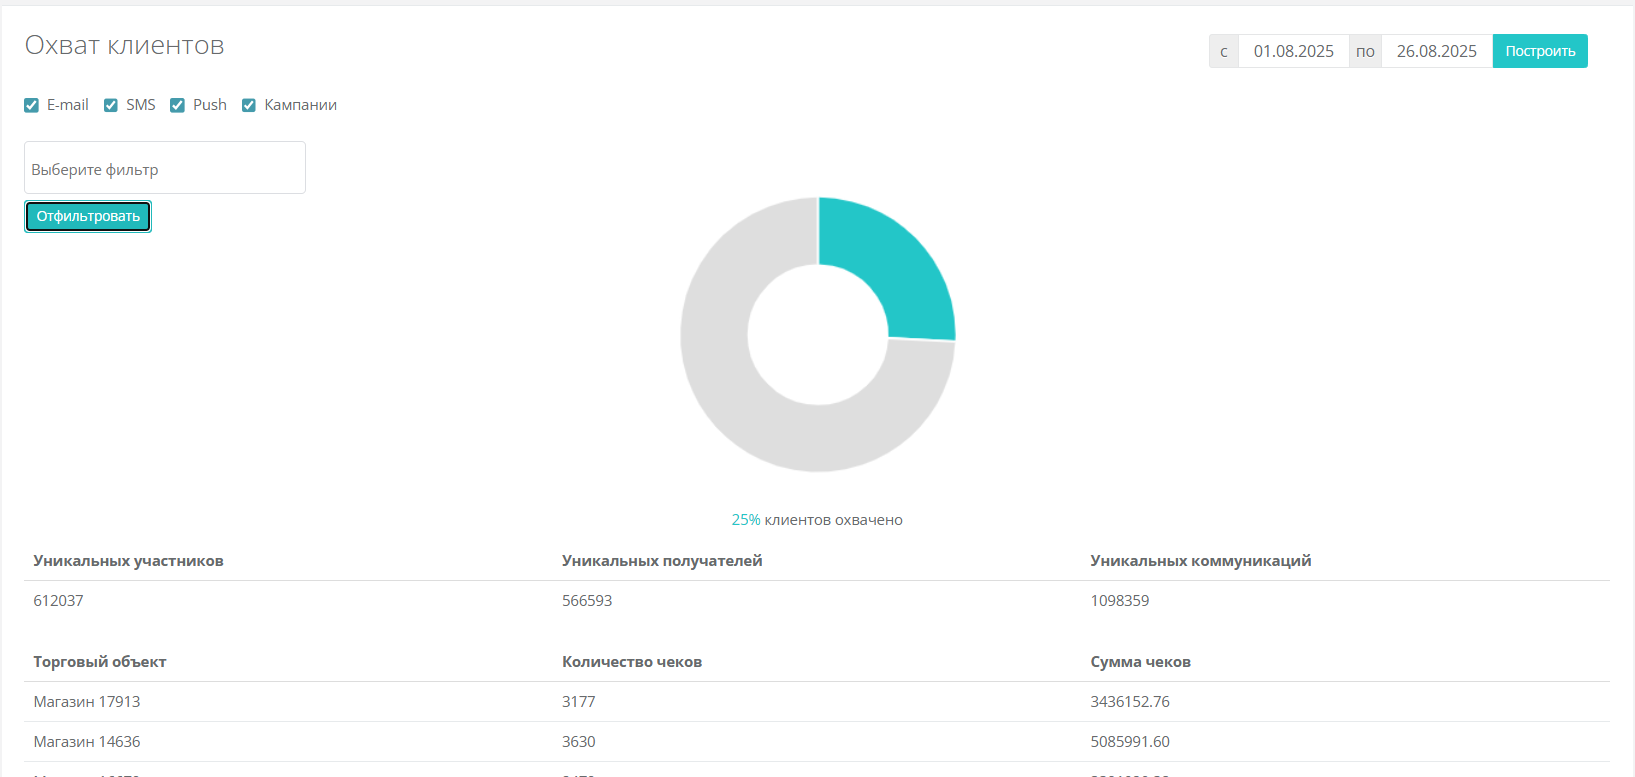 Охват клиентов
с 01.08.2025 по 26.08.2025 Построить
E-mail SMS Push Кампании
Выберите фильтр
Отфильтровать
25% клиентов охвачено
Уникальных участников Уникальных получателей Уникальных коммуникаций
612037 566593 1098359
Торговый объект Количество чеков Сумма чеков
Магазин 17913 3177 3436152.76
Магазин 14636 3630 5085991.60